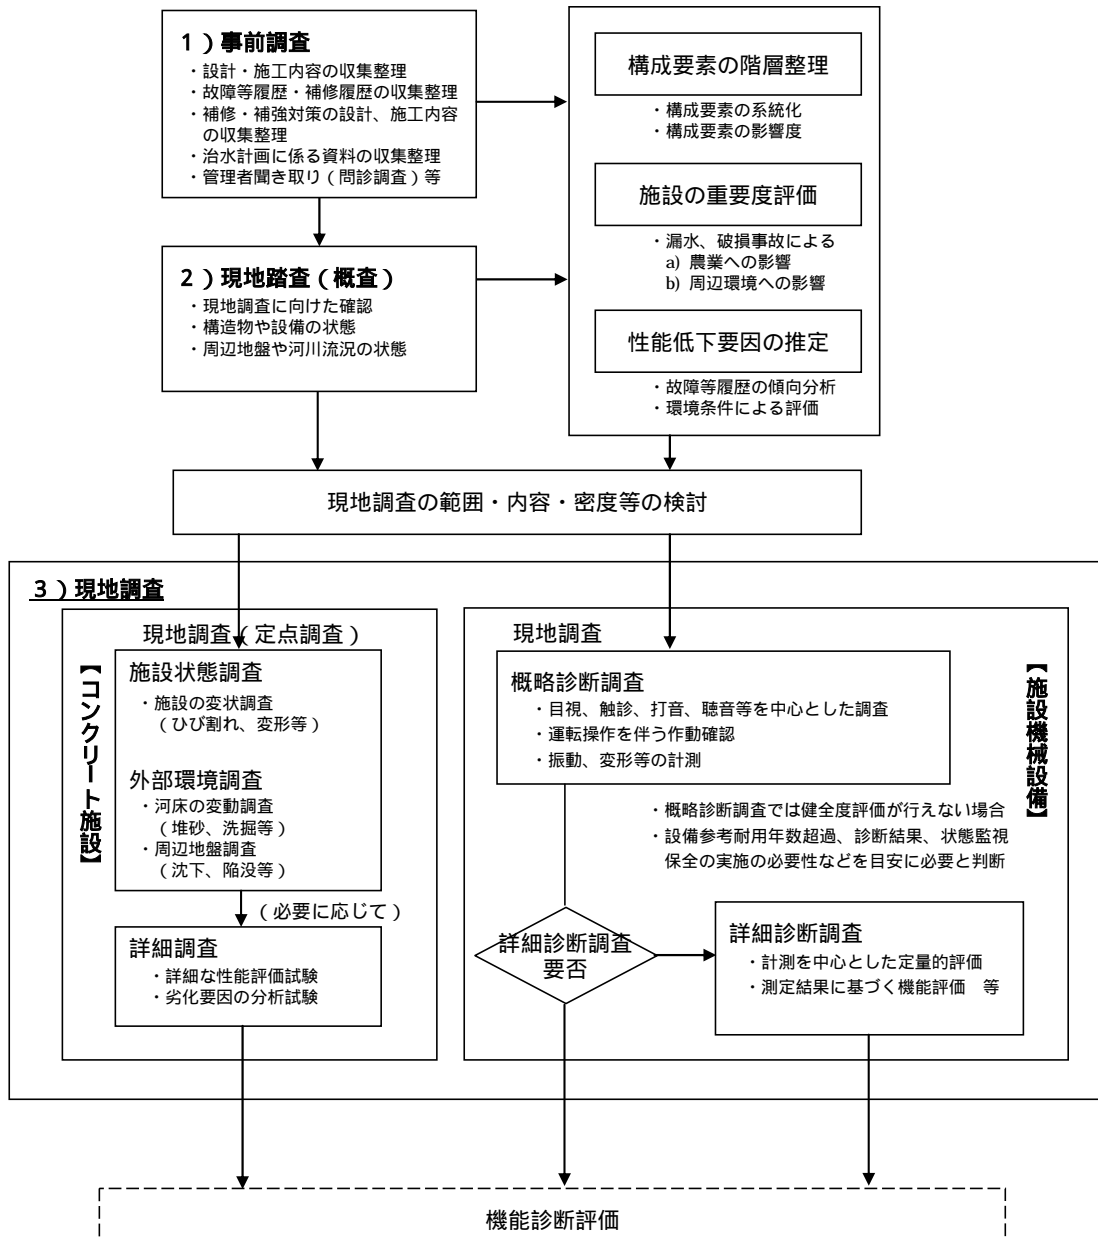 １）事前調査
・設計・施工内容の収集整理
・故障等履歴・補修履歴の収集整理
・補修・補強対策の設計、施工内容
の収集整理
・治水計画に係る資料の収集整理
・管理者聞き取り（問診調査）等
２）現地踏査（概査）
・現地調査に向けた確認
・構造物や設備の状態
・周辺地盤や河川流況の状態
構成要素の階層整理
・構成要素の系統化
・構成要素の影響度
施設の重要度評価
・漏水、破損事故による
a) 農業への影響
b) 周辺環境への影響
性能低下要因の推定
・故障等履歴の傾向分析
・環境条件による評価
現地調査の範囲・内容・密度等の検討
３）現地調査
現地調査（定点調査）
【コンクリート施設】
施設状態調査
・施設の変状調査
（ひび割れ、変形等）
外部環境調査
・河床の変動調査
（堆砂、洗掘等）
・周辺地盤調査
（沈下、陥没等）
（必要に応じて）
詳細調査
・詳細な性能評価試験
・劣化要因の分析試験
現地調査
【施設機械設備】
概略診断調査
・目視、触診、打音、聴音等を中心とした調査
・運転操作を伴う作動確認
・振動、変形等の計測
・概略診断調査では健全度評価が行えない場合
・設備参考耐用年数超過、診断結果、状態監視
保全の実施の必要性などを目安に必要と判断
詳細診断調査
要否
詳細診断調査
・計測を中心とした定量的評価
・測定結果に基づく機能評価　等
機能診断評価